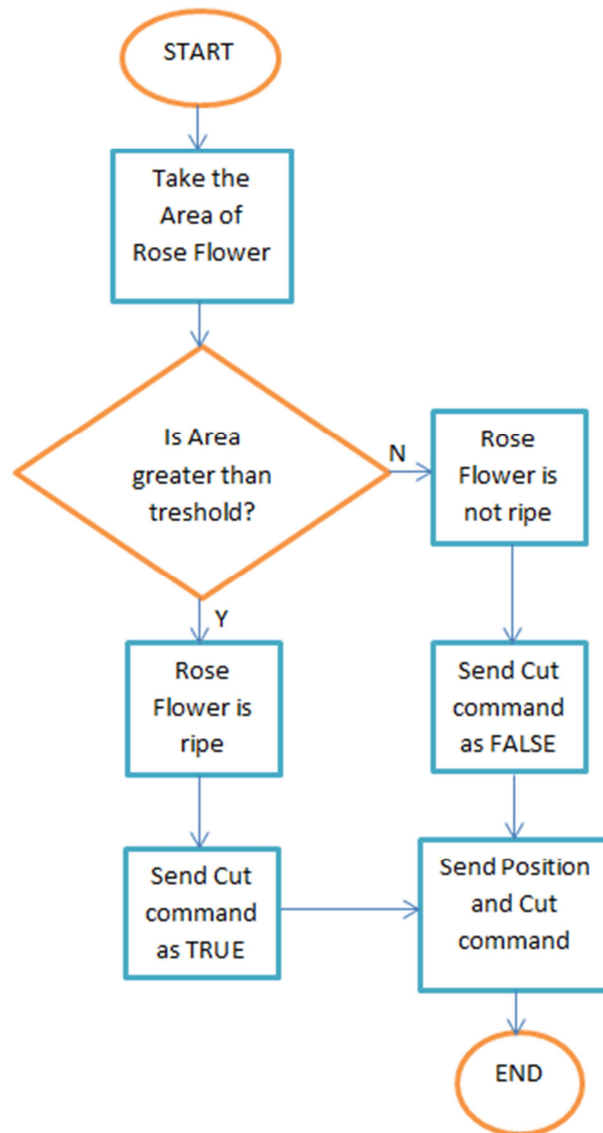 START
Take the
Area of
Rose Flower
Is Area
greater than
treshold?
N
Rose
Flower is
not ripe
Y
Rose
Flower is
ripe
Send Cut
command
as FALSE
Send Cut
command
as TRUE
Send Position
and Cut
command
END